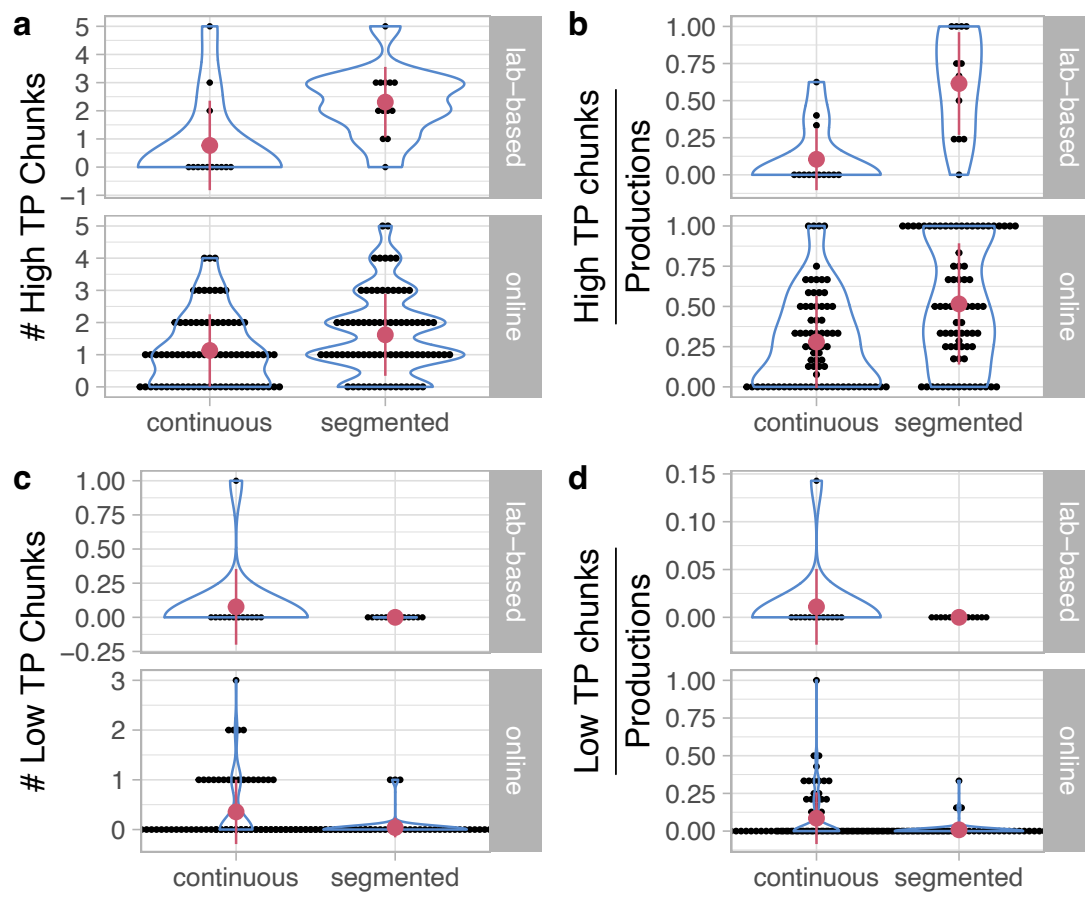 a
# High TP Chunks
5
4
3
2
1
0
−1
lab−based
5
4
3
2
1
0
online
continuous
segmented
b
High TP chunks
Productions
1.00
0.75
0.50
0.25
0.00
lab−based
1.00
0.75
0.50
0.25
0.00
online
continuous
segmented
c
# Low TP Chunks
1.00
0.75
0.50
0.25
0.00
−0.25
lab−based
3
2
1
0
online
continuous
segmented
d
Low TP chunks
Productions
0.15
0.10
0.05
0.00
lab−based
1.00
0.75
0.50
0.25
0.00
online
continuous
segmented